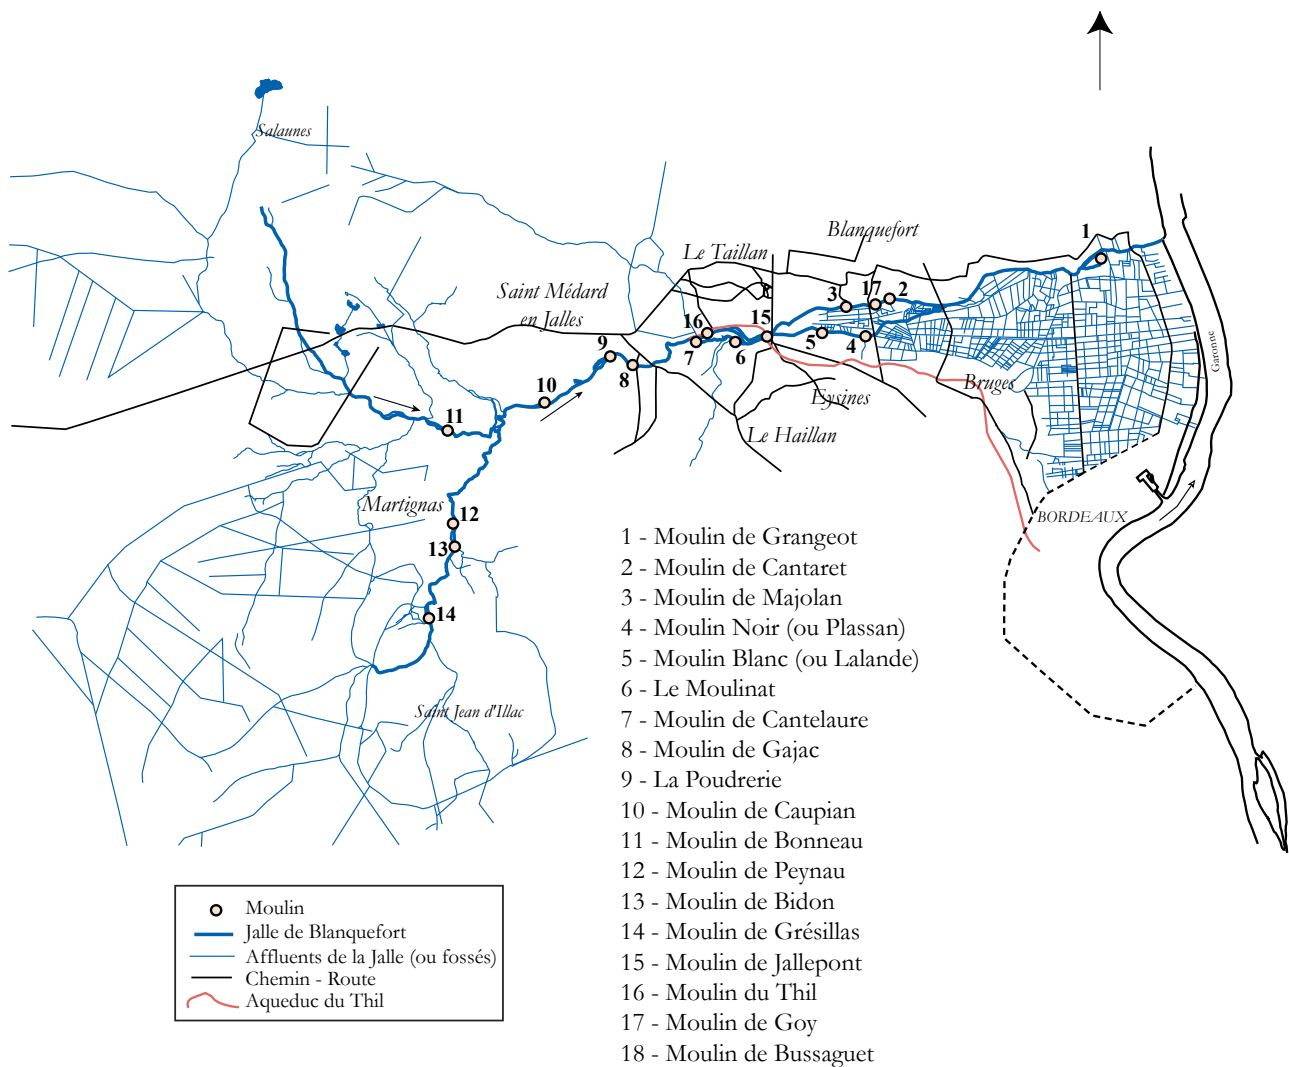 Salaunes
1
Blanquefort
Le Taillan
Saint Médard
en Jalles
3
17
2
16
15
Garonne
9
7
6
5
4
8
10
Eysines
Bruges
11
Le Haillan
Martignas
12
BORDEAUX
13
14
Saint Jean d'Illac
1 - Moulin de Grangeot
2 - Moulin de Cantaret
3 - Moulin de Majolan
4 - Moulin Noir (ou Plassan)
5 - Moulin Blanc (ou Lalande)
6 - Le Moulinat
7 - Moulin de Cantelaure
8 - Moulin de Gajac
9 - La Poudrerie
10 - Moulin de Caupian
11 - Moulin de Bonneau
12 - Moulin de Peynau
13 - Moulin de Bidon
14 - Moulin de Grésillas
15 - Moulin de Jallepont
16 - Moulin du Thil
17 - Moulin de Goy
18 - Moulin de Bussaguet
Moulin
Jalle de Blanquefort
Affluents de la Jalle (ou fossés)
Chemin - Route
Aqueduc du Thil